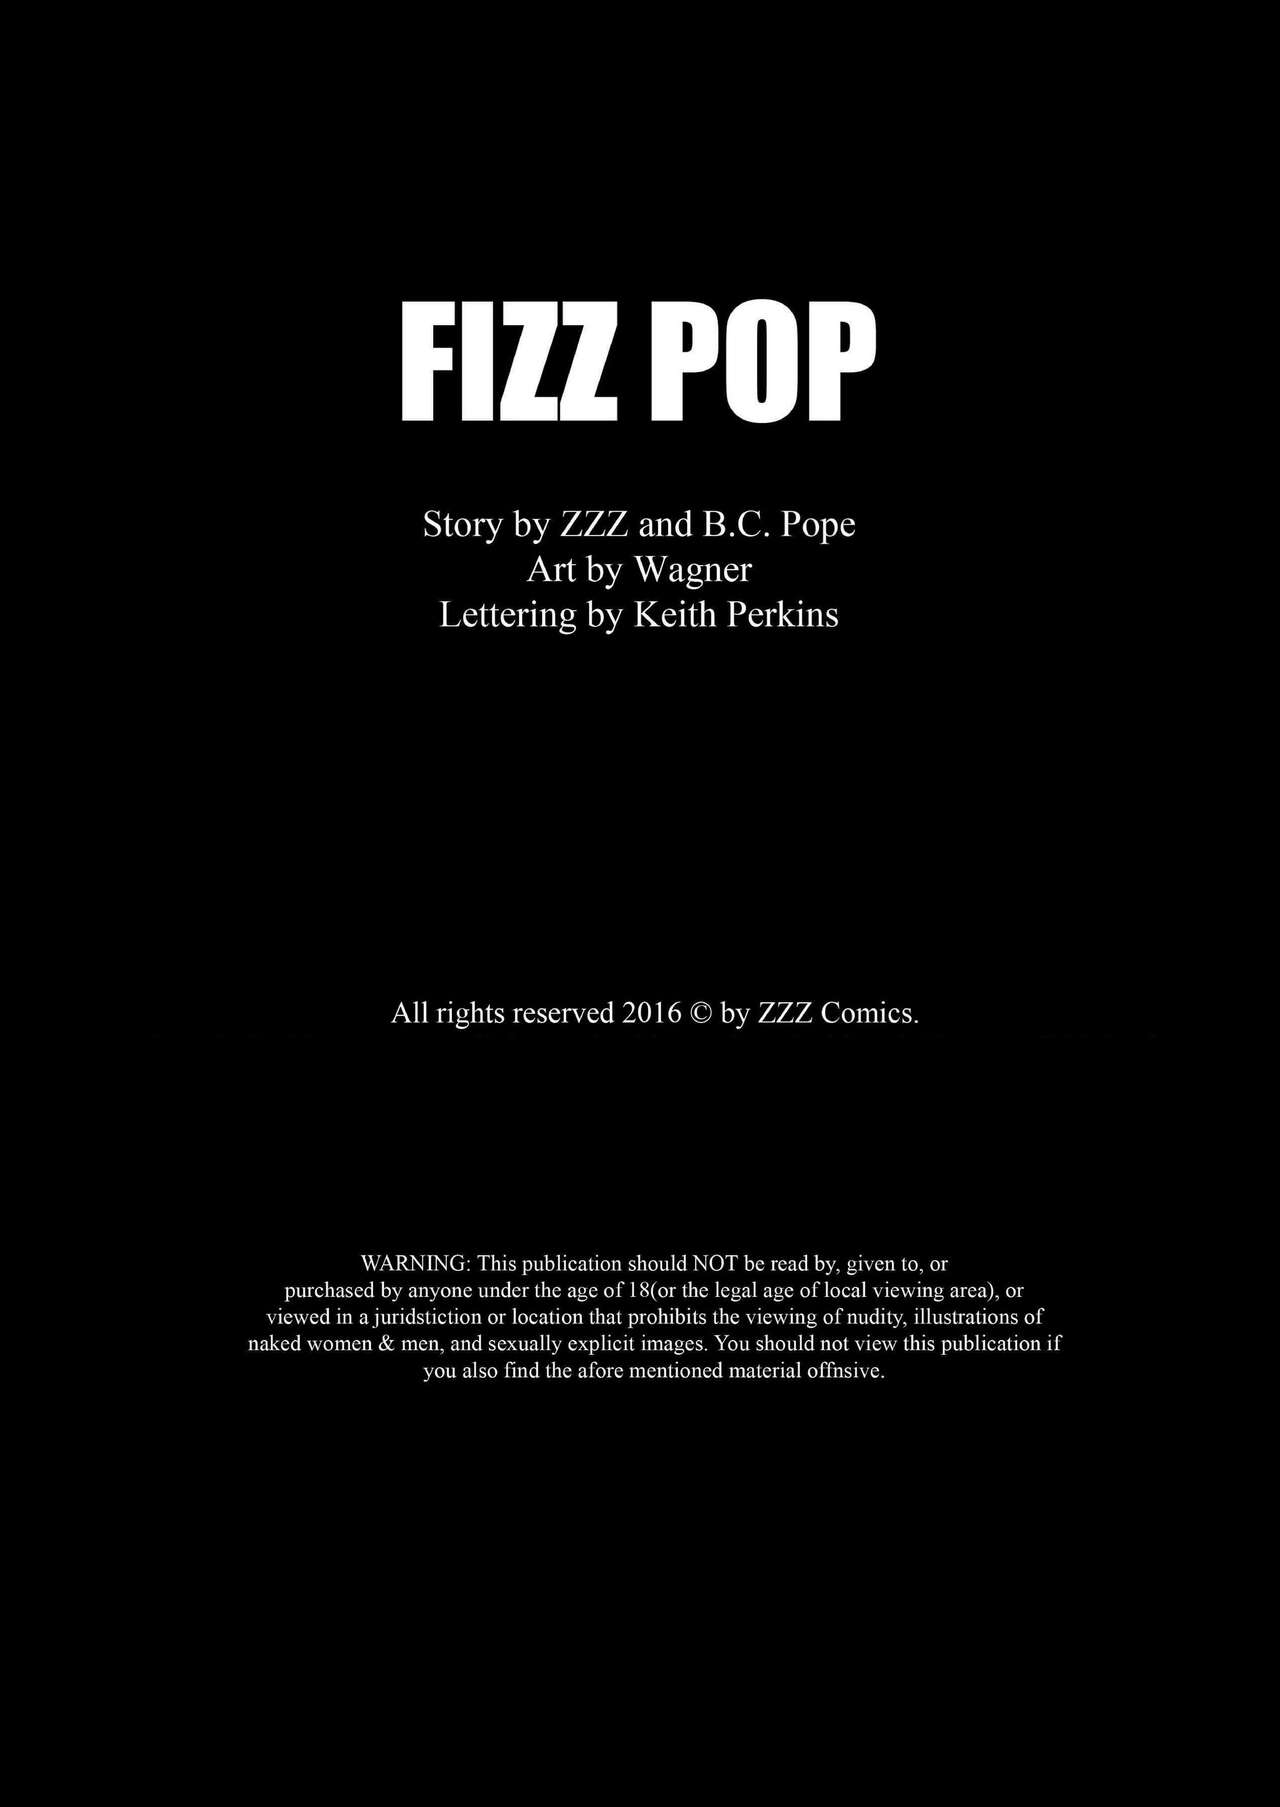 FIZZ POP
Story by ZZZ and B.C. Pope
Art by Wagner
Lettering by Keith Perkins
All rights reserved 2016 © by ZZZ Comics.
WARNING: This publication should NOT be read by, given to, or
purchased by anyone under the age of 18(or the legal age of local viewing area), or
viewed in a juridstiction or location that prohibits the viewing of nudity, illustrations of
naked women & men, and sexually explicit images. You should not view this publication if
you also find the afore mentioned material offnsive.